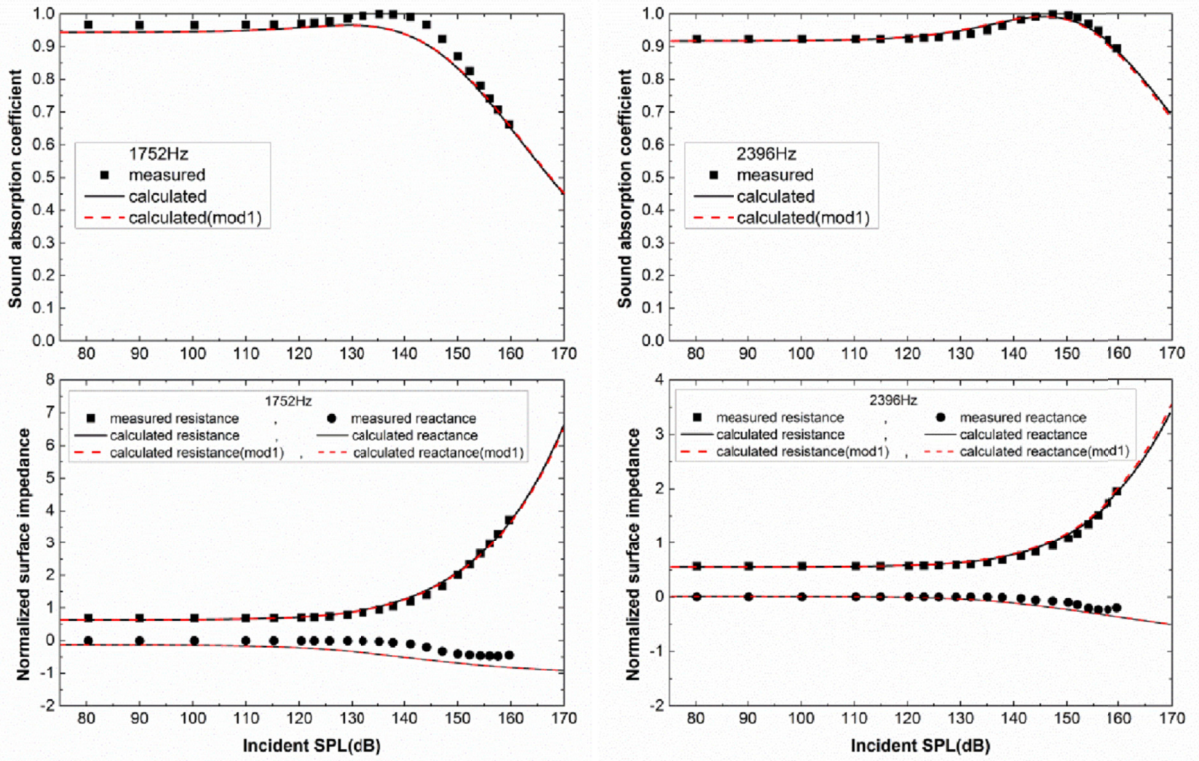 Sound absorption coefficient
1.0
0.9
0.8
0.7
0.6
0.5
0.4
0.3
0.2
0.1
0.0
1752Hz
measured
calculated
calculated(mod1)
80 90 100 110 120 130 140 150 160 170
Sound absorption coefficient
1.0
0.9
0.8
0.7
0.6
0.5
0.4
0.3
0.2
0.1
0.0
2396Hz
measured
calculated
calculated(mod1)
80 90 100 110 120 130 140 150 160 170
Normalized surface impedance
8
7
6
5
4
3
2
1
0
-1
-2
1752Hz
measured resistance , measured reactance
calculated resistance , calculated reactance
calculated resistance(mod1) , calculated reactance(mod1)
80 90 100 110 120 130 140 150 160 170
Incident SPL(dB)
Normalized surface impedance
4
3
2
1
0
-1
-2
2396Hz
measured resistance , measured reactance
calculated resistance , calculated reactance
calculated resistance(mod1) , calculated reactance(mod1)
80 90 100 110 120 130 140 150 160 170
Incident SPL(dB)